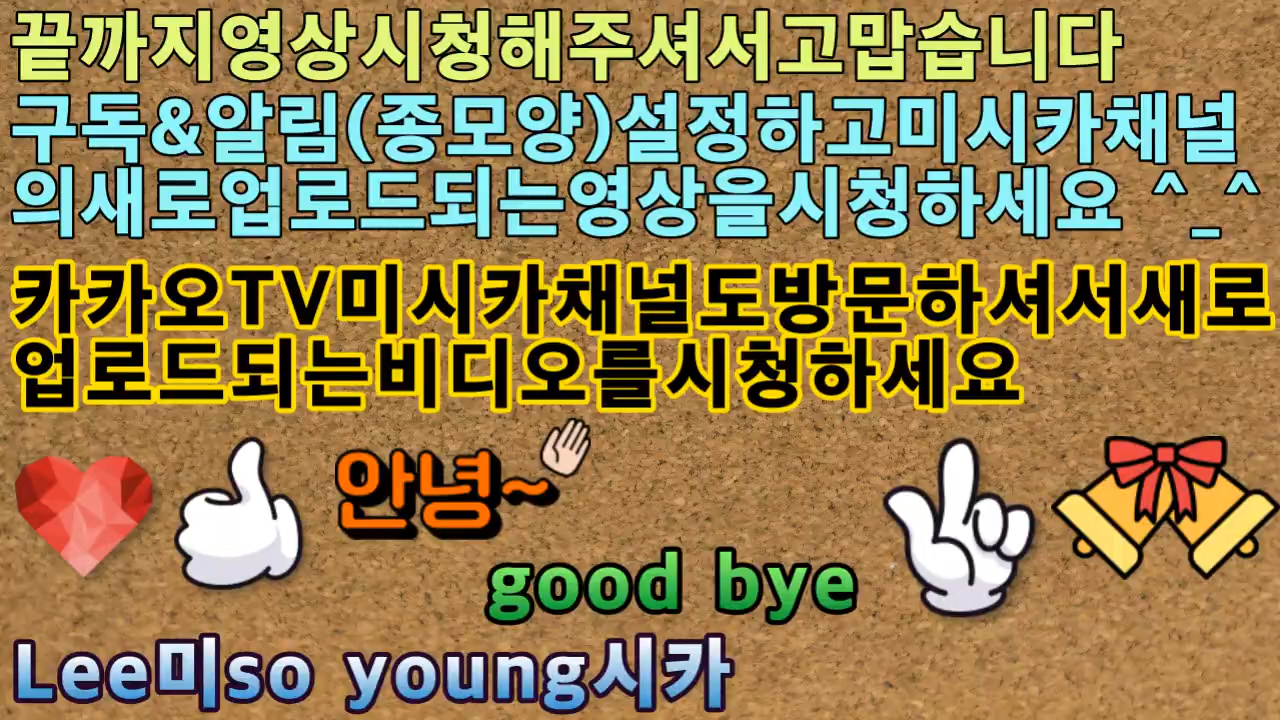 끝까지영상시청해주셔서고맙습니다
구독&알림(종모양)설정하고미시카채널
의새로업로드되는영상을시청하세요 ^_^
카카오TV미시카채널도방문하셔서새로
업로드되는비디오를시청하세요
안녕~
good bye
Lee미so young시카